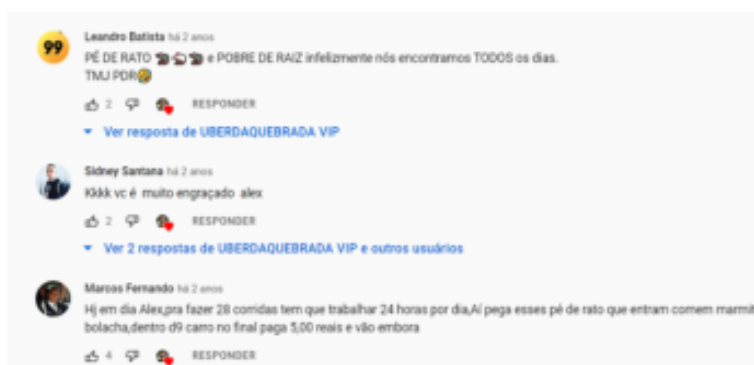 99
Leandro Batista há 2 anos
PÉ DE RATO 🐀🐁🐀 e POBRE DE RAIZ infelizmente nós encontramos TODOS os dias.
TMJ PDR🤣
2 RESPONDER
Ver resposta de UBERDAQUEBRADA VIP
Sidney Santana há 2 anos
Kkkk vc é muito engraçado alex
2 RESPONDER
Ver 2 respostas de UBERDAQUEBRADA VIP e outros usuários
Marcos Fernando há 2 anos
Hj em dia Alex,pra fazer 28 corridas tem que trabalhar 24 horas por dia,Aí pega esses pé de rato que entram comem marmit
bolacha,dentro d9 carro no final paga 5,00 reais e vão embora
4 RESPONDER